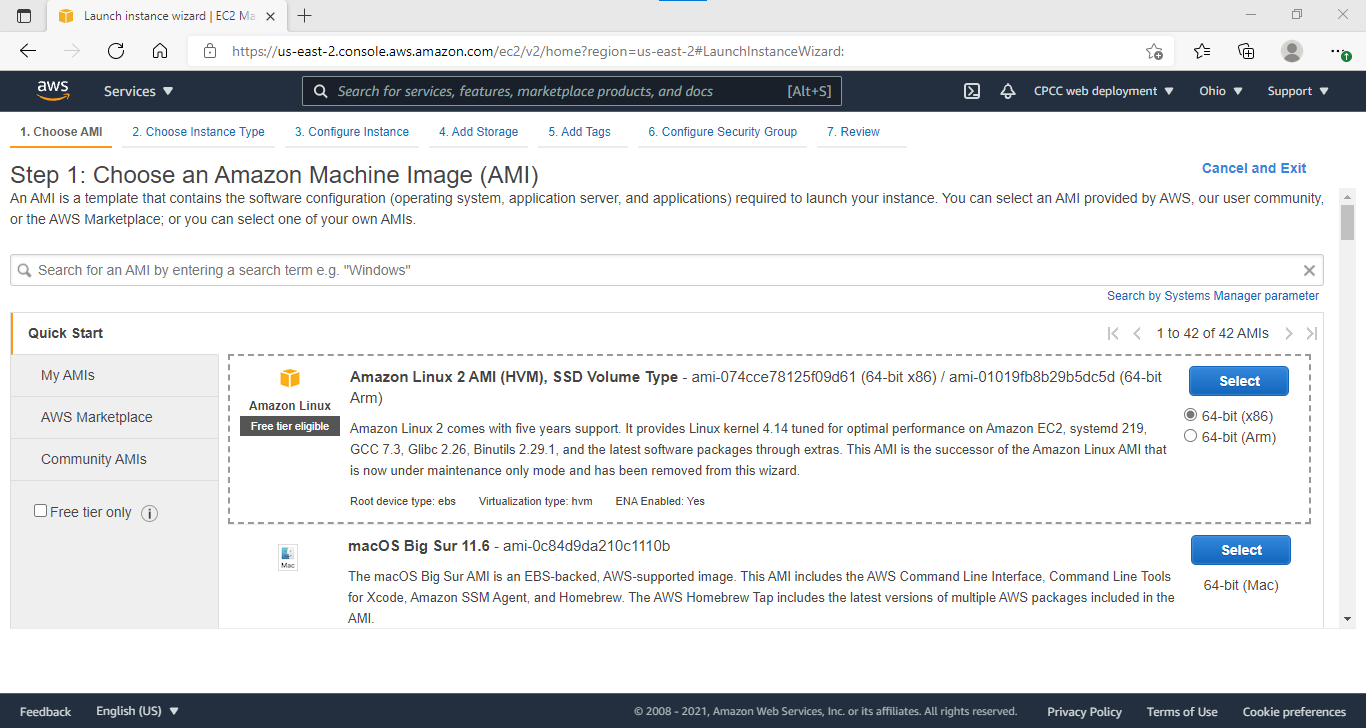 Launch instance wizard | EC2 Ma
https://us-east-2.console.aws.amazon.com/ec2/v2/home?region=us-east-2#LaunchInstanceWizard:
aws Services Search for services, features, marketplace products, and docs [Alt+S] CPCC web deployment Ohio Support
1. Choose AMI 2. Choose Instance Type 3. Configure Instance 4. Add Storage 5. Add Tags 6. Configure Security Group 7. Review
Step 1: Choose an Amazon Machine Image (AMI)
Cancel and Exit
An AMI is a template that contains the software configuration (operating system, application server, and applications) required to launch your instance. You can select an AMI provided by AWS, our user community,
or the AWS Marketplace; or you can select one of your own AMIs.
Search for an AMI by entering a search term e.g. "Windows"
Search by Systems Manager parameter
Quick Start
1 to 42 of 42 AMIs
My AMIs
AWS Marketplace
Community AMIs
Free tier only
Amazon Linux
Free tier eligible
Amazon Linux 2 AMI (HVM), SSD Volume Type - ami-074cce78125f09d61 (64-bit x86) / ami-01019fb8b29b5dc5d (64-bit
Arm)
Amazon Linux 2 comes with five years support. It provides Linux kernel 4.14 tuned for optimal performance on Amazon EC2, systemd 219,
GCC 7.3, Glibc 2.26, Binutils 2.29.1, and the latest software packages through extras. This AMI is the successor of the Amazon Linux AMI that
is now under maintenance only mode and has been removed from this wizard.
Root device type: ebs Virtualization type: hvm ENA Enabled: Yes
Select
64-bit (x86)
64-bit (Arm)
Mac
macOS Big Sur 11.6 - ami-0c84d9da210c1110b
The macOS Big Sur AMI is an EBS-backed, AWS-supported image. This AMI includes the AWS Command Line Interface, Command Line Tools
for Xcode, Amazon SSM Agent, and Homebrew. The AWS Homebrew Tap includes the latest versions of multiple AWS packages included in the
AMI.
Select
64-bit (Mac)
Feedback English (US) © 2008 - 2021, Amazon Web Services, Inc. or its affiliates. All rights reserved. Privacy Policy Terms of Use Cookie preferences